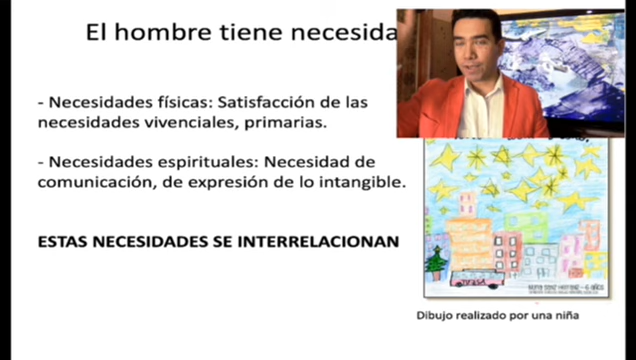 El hombre tiene necesida
- Necesidades físicas: Satisfacción de las
necesidades vivenciales, primarias.
- Necesidades espirituales: Necesidad de
comunicación, de expresión de lo intangible.
ESTAS NECESIDADES SE INTERRELACIONAN
Dibujo realizado por una niña